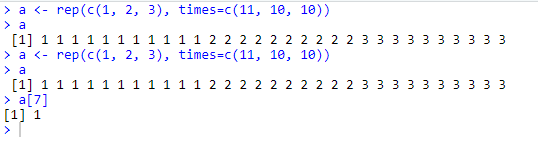 > a <- rep(c(1, 2, 3), times=c(11, 10, 10))
> a
[1] 1 1 1 1 1 1 1 1 1 1 1 2 2 2 2 2 2 2 2 2 2 3 3 3 3 3 3 3 3 3 3
> a <- rep(c(1, 2, 3), times=c(11, 10, 10))
> a
[1] 1 1 1 1 1 1 1 1 1 1 1 2 2 2 2 2 2 2 2 2 2 3 3 3 3 3 3 3 3 3 3
> a[7]
[1] 1
>